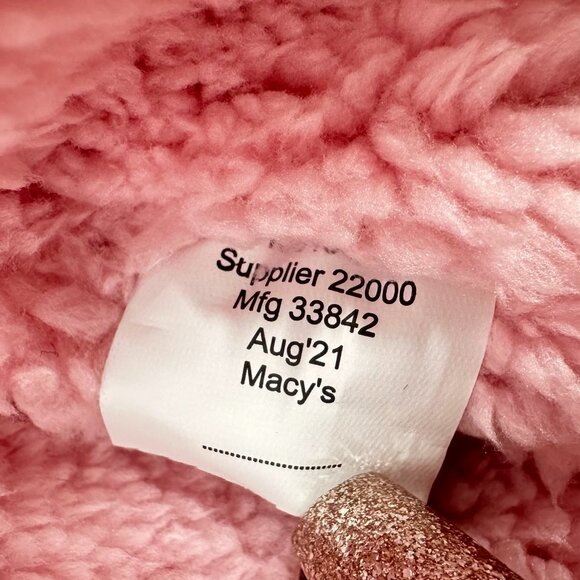 Supplier 22000
Mfg 33842
Aug'21
Macy's